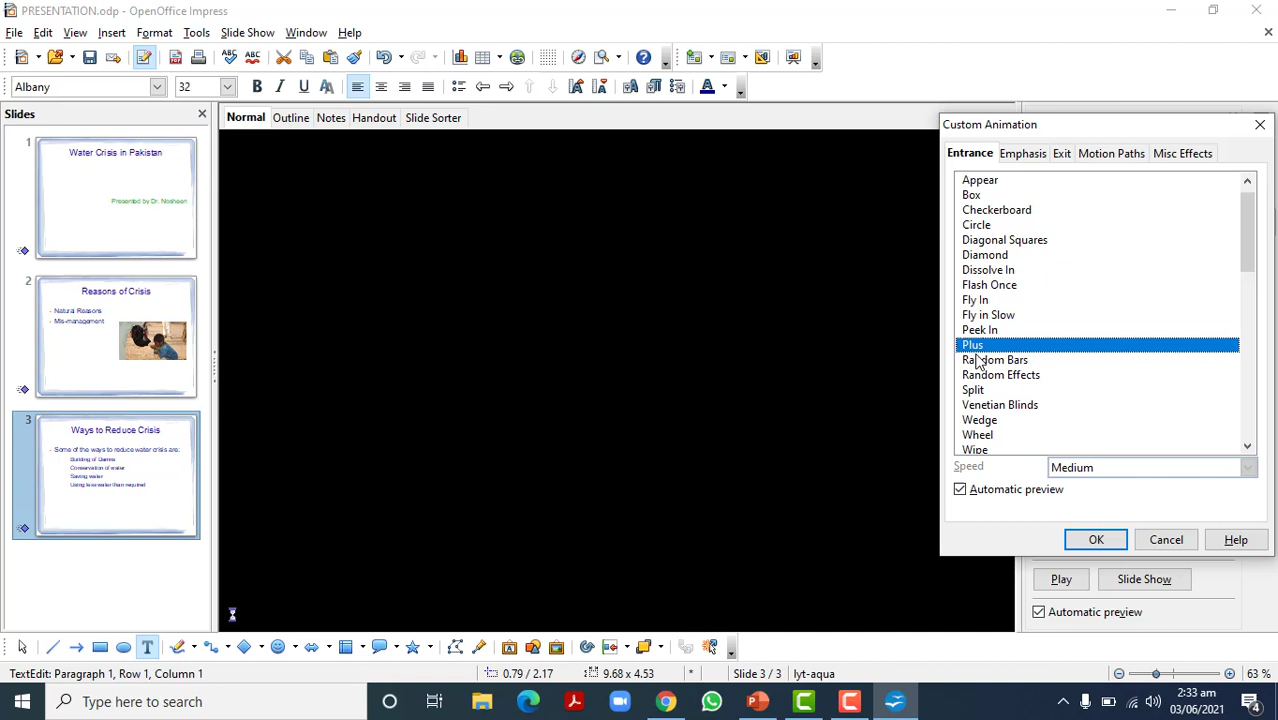 PRESENTATION.odp - OpenOffice Impress
File Edit View Insert Format Tools Slide Show Window Help
Albany 32
Slides
Normal Outline Notes Handout Slide Sorter
1
Water Crisis in Pakistan
Presented by Dr. Nosheen
2
Reasons of Crisis
Natural Reasons
Mis-management
3
Ways to Reduce Crisis
Some of the ways to reduce water crisis are:
Building of Dams
Conservation of water
Saving water
Using less water than required
Custom Animation
Entrance Emphasis Exit Motion Paths Misc Effects
Appear
Box
Checkerboard
Circle
Diagonal Squares
Diamond
Dissolve In
Flash Once
Fly In
Fly in Slow
Peek In
Plus
Random Bars
Random Effects
Split
Venetian Blinds
Wedge
Wheel
Wipe
Speed Medium
Automatic preview
OK Cancel Help
Play Slide Show
Automatic preview
TextEdit: Paragraph 1, Row 1, Column 1 0.79 / 2.17 9.68 x 4.53 * Slide 3 / 3 lyt-aqua 63 %
Type here to search
2:33 am
03/06/2021
4